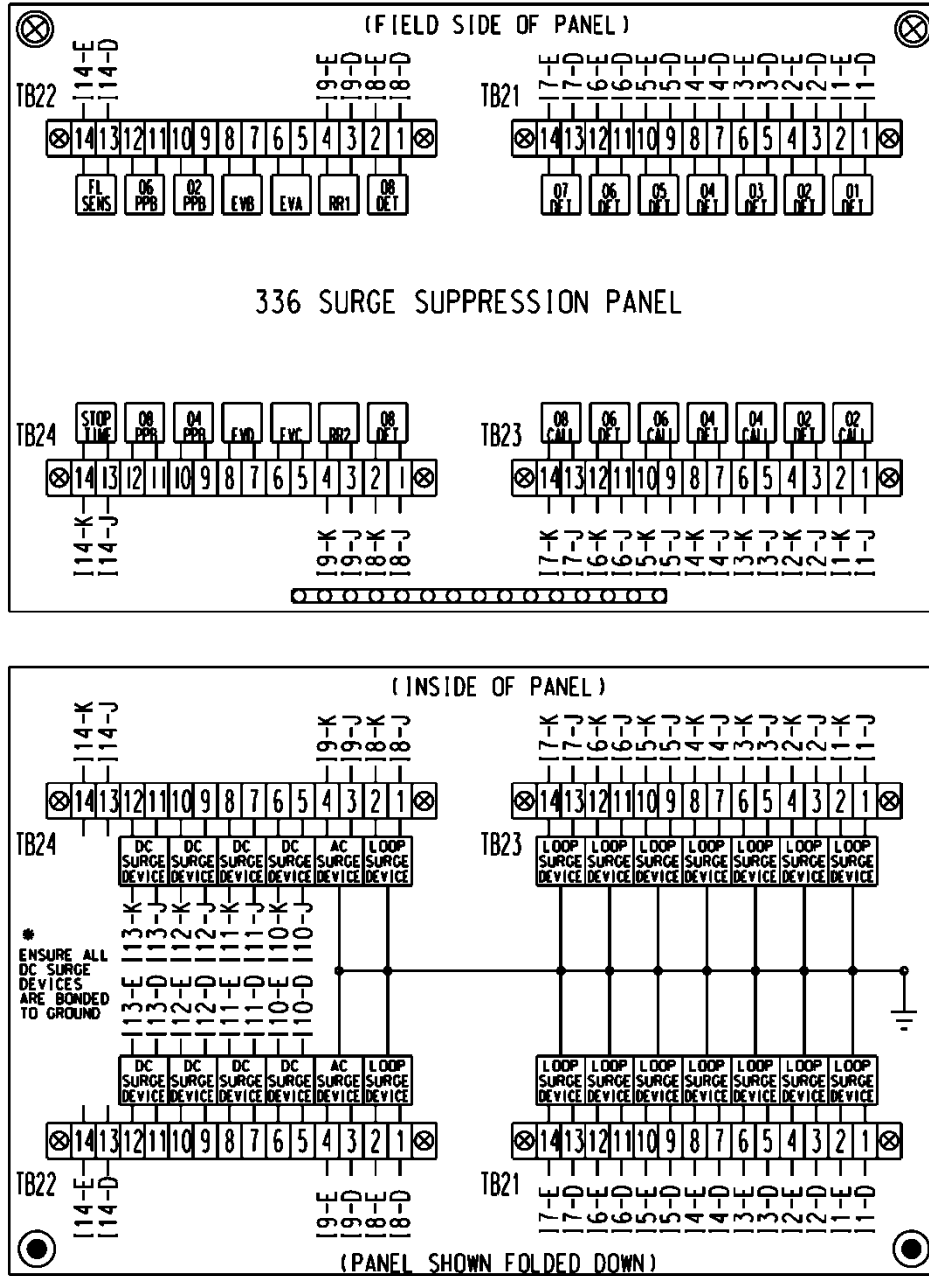 (FIELD SIDE OF PANEL)
TB22
I14-E I14-D I9-E I9-D I8-E I8-D
14 13 12 11 10 9 8 7 6 5 4 3 2 1
FL SENS
06 PPB
02 PPB
EVB
EVA
RR1
08 DET
TB21
I7-E I7-D I6-E I6-D I5-E I5-D I4-E I4-D I3-E I3-D I2-E I2-D I1-E I1-D
14 13 12 11 10 9 8 7 6 5 4 3 2 1
07 DET
06 DET
05 DET
04 DET
03 DET
02 DET
01 DET
336 SURGE SUPPRESSION PANEL
TB24
STOP TIME
08 PPB
04 PPB
EVD
EVC
RR2
08 DET
14 13 12 11 10 9 8 7 6 5 4 3 2 1
I14-K I14-J I9-K I9-J I8-K I8-J
TB23
08 CALL
06 DET
06 CALL
04 DET
04 CALL
02 DET
02 CALL
14 13 12 11 10 9 8 7 6 5 4 3 2 1
I7-K I7-J I6-K I6-J I5-K I5-J I4-K I4-J I3-K I3-J I2-K I2-J I1-K I1-J
(INSIDE OF PANEL)
I14-K I14-J I9-K I9-J I8-K I8-J
14 13 12 11 10 9 8 7 6 5 4 3 2 1
TB24
DC SURGE DEVICE
DC SURGE DEVICE
DC SURGE DEVICE
DC SURGE DEVICE
AC SURGE DEVICE
LOOP SURGE DEVICE
I13-K I13-J I12-K I12-J I11-K I11-J I10-K I10-J
I7-K I7-J I6-K I6-J I5-K I5-J I4-K I4-J I3-K I3-J I2-K I2-J I1-K I1-J
14 13 12 11 10 9 8 7 6 5 4 3 2 1
TB23
LOOP SURGE DEVICE
LOOP SURGE DEVICE
LOOP SURGE DEVICE
LOOP SURGE DEVICE
LOOP SURGE DEVICE
LOOP SURGE DEVICE
LOOP SURGE DEVICE
*
ENSURE ALL
DC SURGE
DEVICES
ARE BONDED
TO GROUND
I13-E I13-D I12-E I12-D I11-E I11-D I10-E I10-D
DC SURGE DEVICE
DC SURGE DEVICE
DC SURGE DEVICE
DC SURGE DEVICE
AC SURGE DEVICE
LOOP SURGE DEVICE
14 13 12 11 10 9 8 7 6 5 4 3 2 1
TB22
I14-E I14-D I9-E I9-D I8-E I8-D
LOOP SURGE DEVICE
LOOP SURGE DEVICE
LOOP SURGE DEVICE
LOOP SURGE DEVICE
LOOP SURGE DEVICE
LOOP SURGE DEVICE
LOOP SURGE DEVICE
14 13 12 11 10 9 8 7 6 5 4 3 2 1
TB21
I7-E I7-D I6-E I6-D I5-E I5-D I4-E I4-D I3-E I3-D I2-E I2-D I1-E I1-D
(PANEL SHOWN FOLDED DOWN)